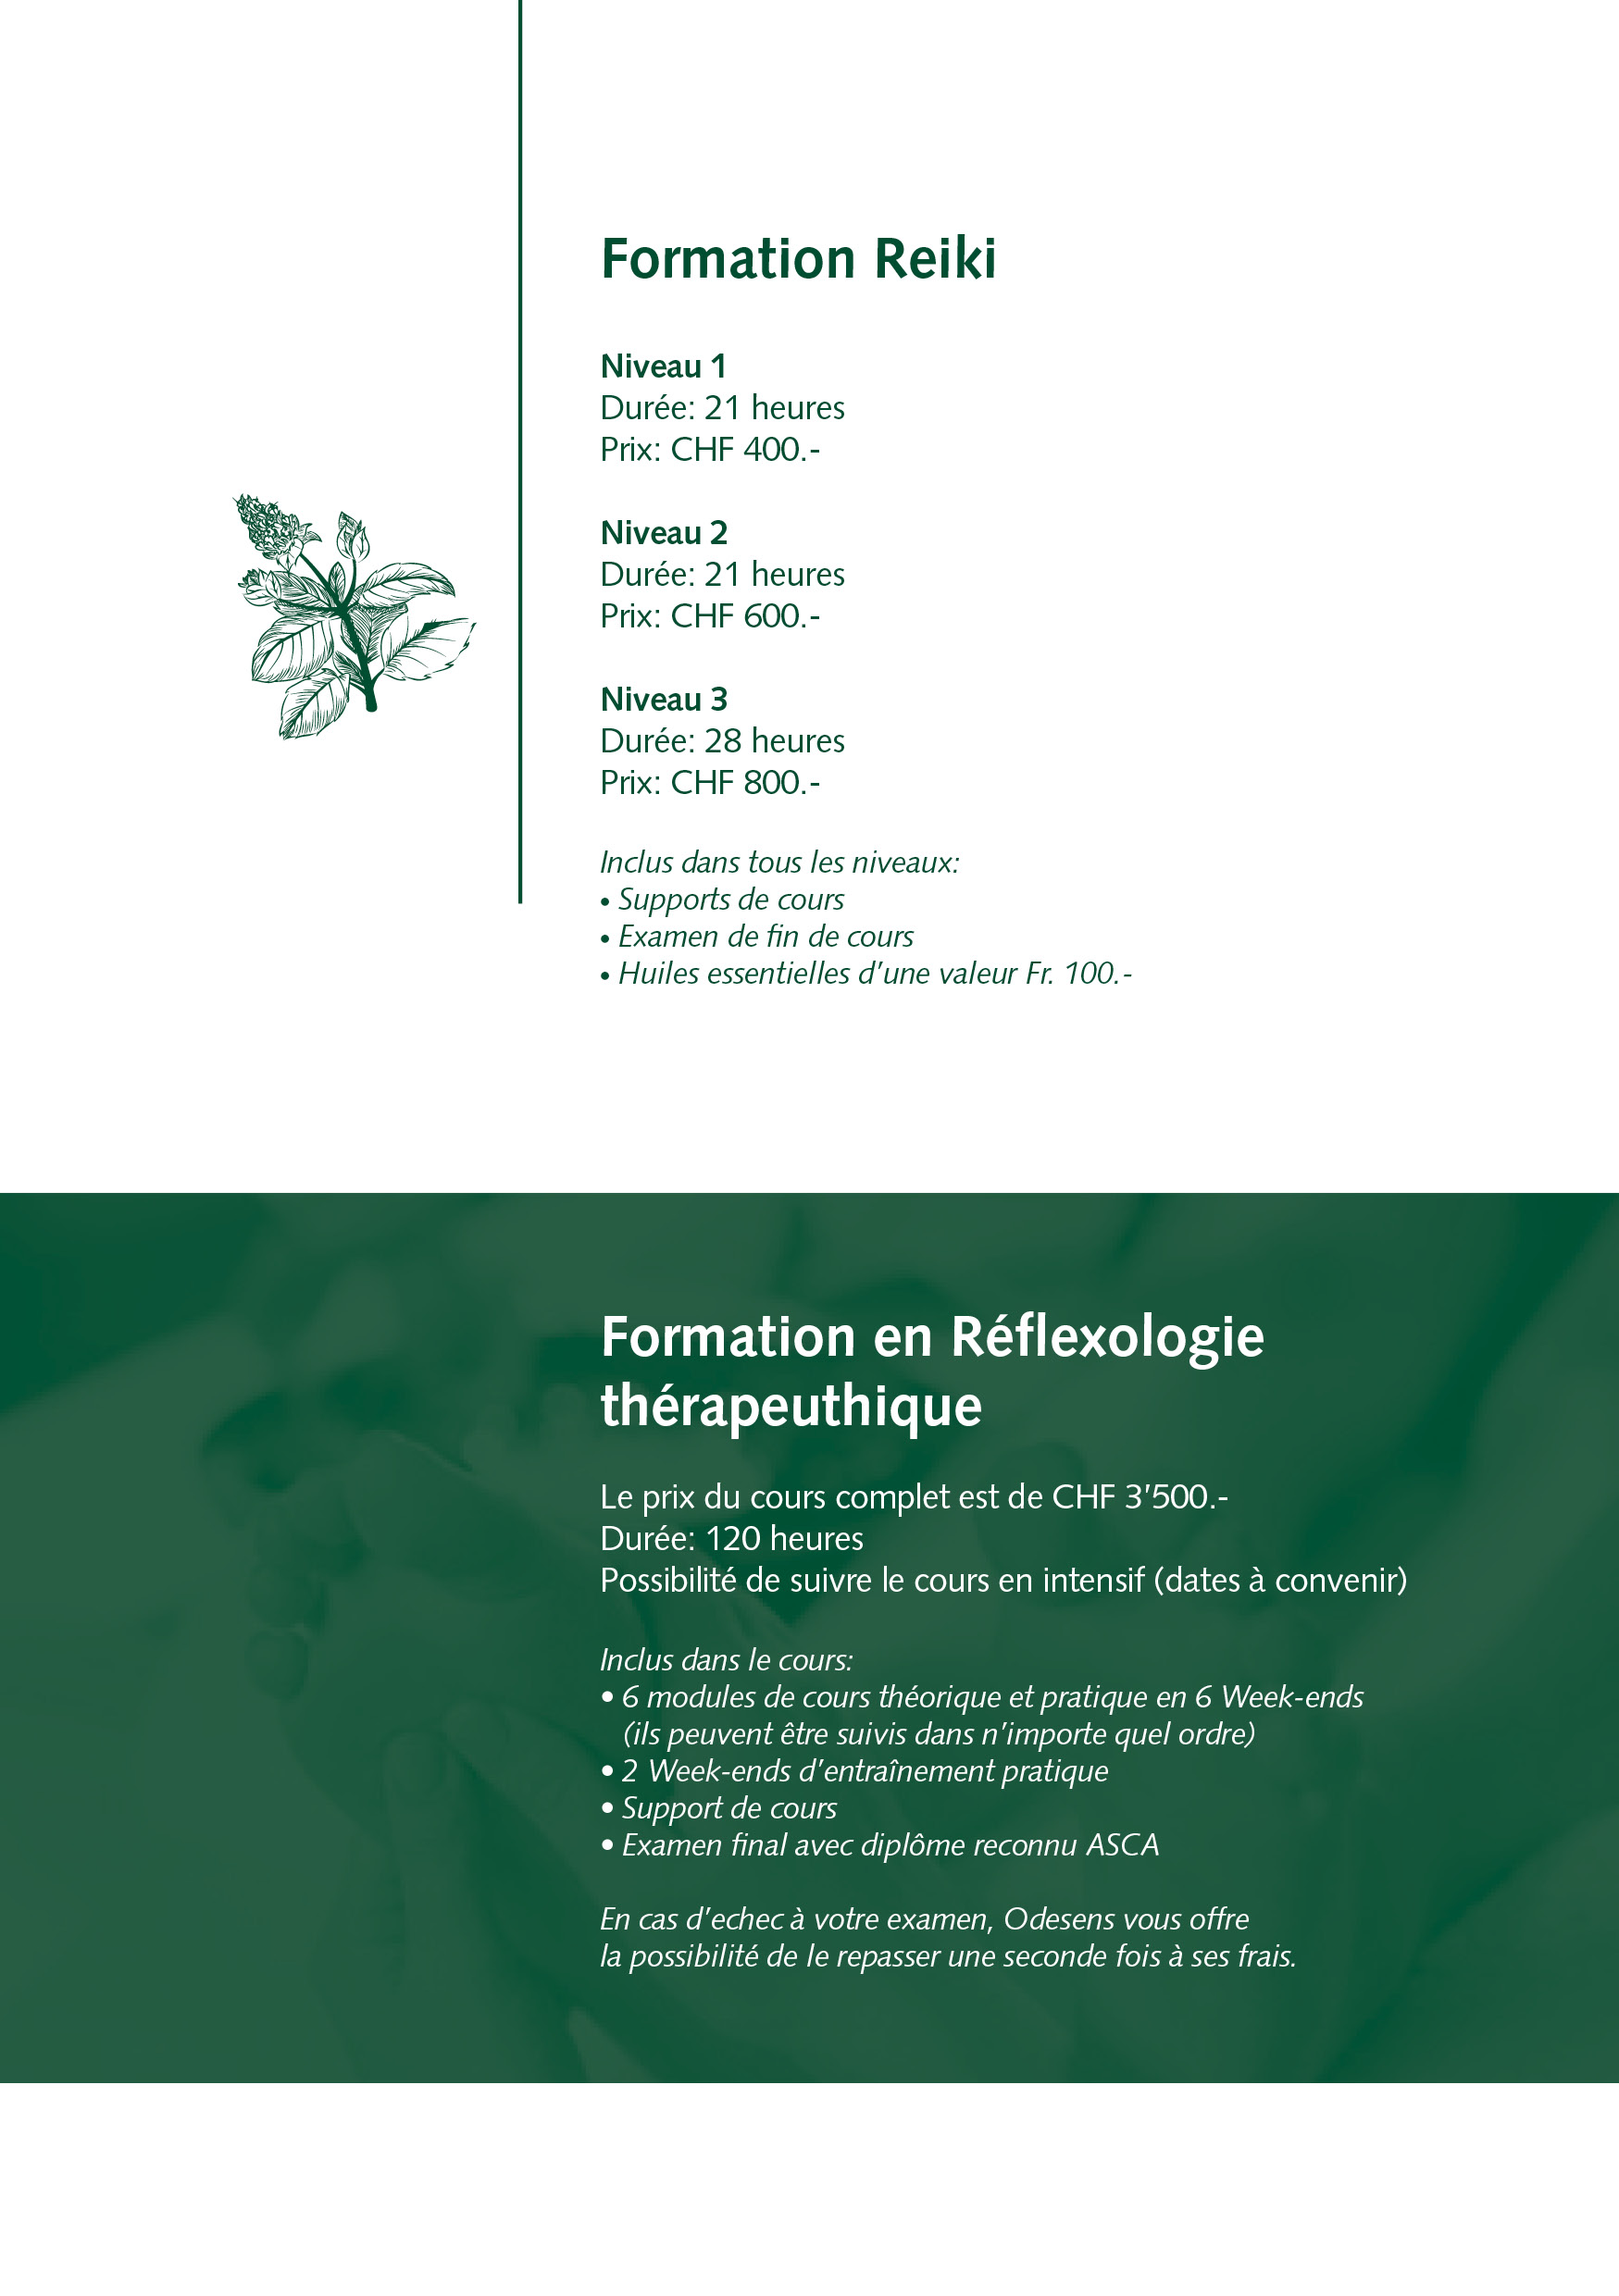 Formation Reiki
Niveau 1
Durée: 21 heures
Prix: CHF 400.-
Niveau 2
Durée: 21 heures
Prix: CHF 600.-
Niveau 3
Durée: 28 heures
Prix: CHF 800.-
Inclus dans tous les niveaux:
• Supports de cours
• Examen de fin de cours
• Huiles essentielles d’une valeur Fr. 100.-
Formation en Réflexologie
thérapeuthique
Le prix du cours complet est de CHF 3'500.-
Durée: 120 heures
Possibilité de suivre le cours en intensif (dates à convenir)
Inclus dans le cours:
• 6 modules de cours théorique et pratique en 6 Week-ends
(ils peuvent être suivis dans n’importe quel ordre)
• 2 Week-ends d’entraînement pratique
• Support de cours
• Examen final avec diplôme reconnu ASCA
En cas d’echec à votre examen, Odesens vous offre
la possibilité de le repasser une seconde fois à ses frais.